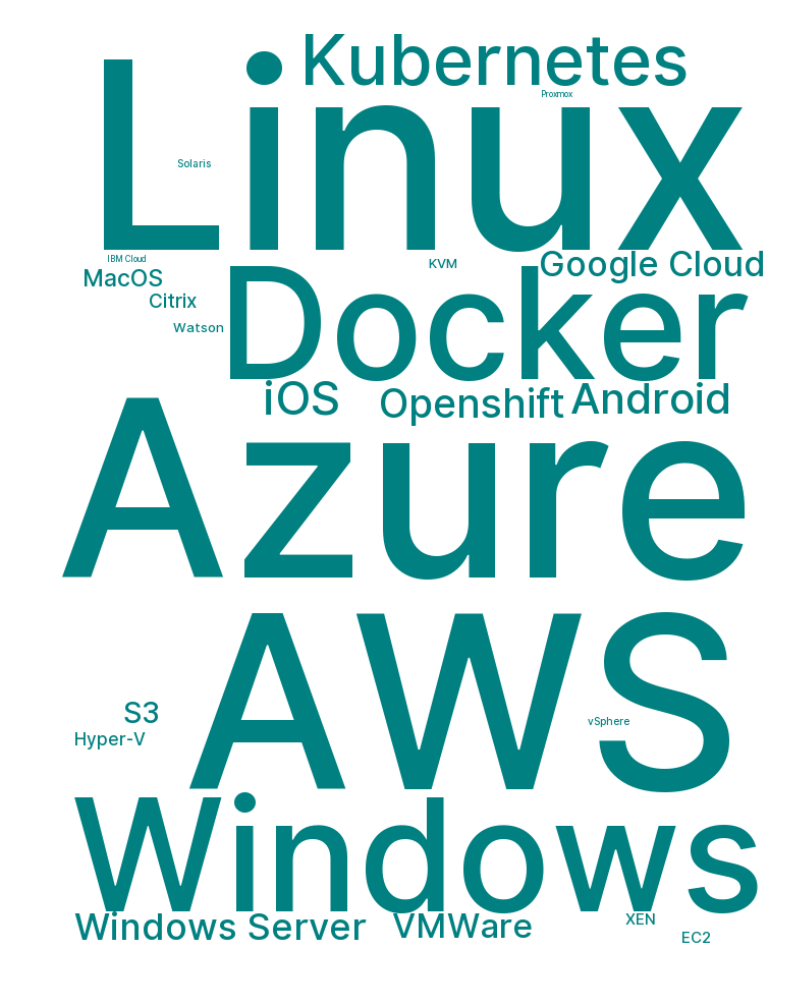 Kubernetes
Proxmox
Linux
Solaris
Google Cloud
IBM Cloud
KVM
MacOS
Citrix
Watson
Docker
iOS
Openshift
Android
Azure
AWS
S3
vSphere
Hyper-V
Windows
Windows Server
VMWare
XEN
EC2